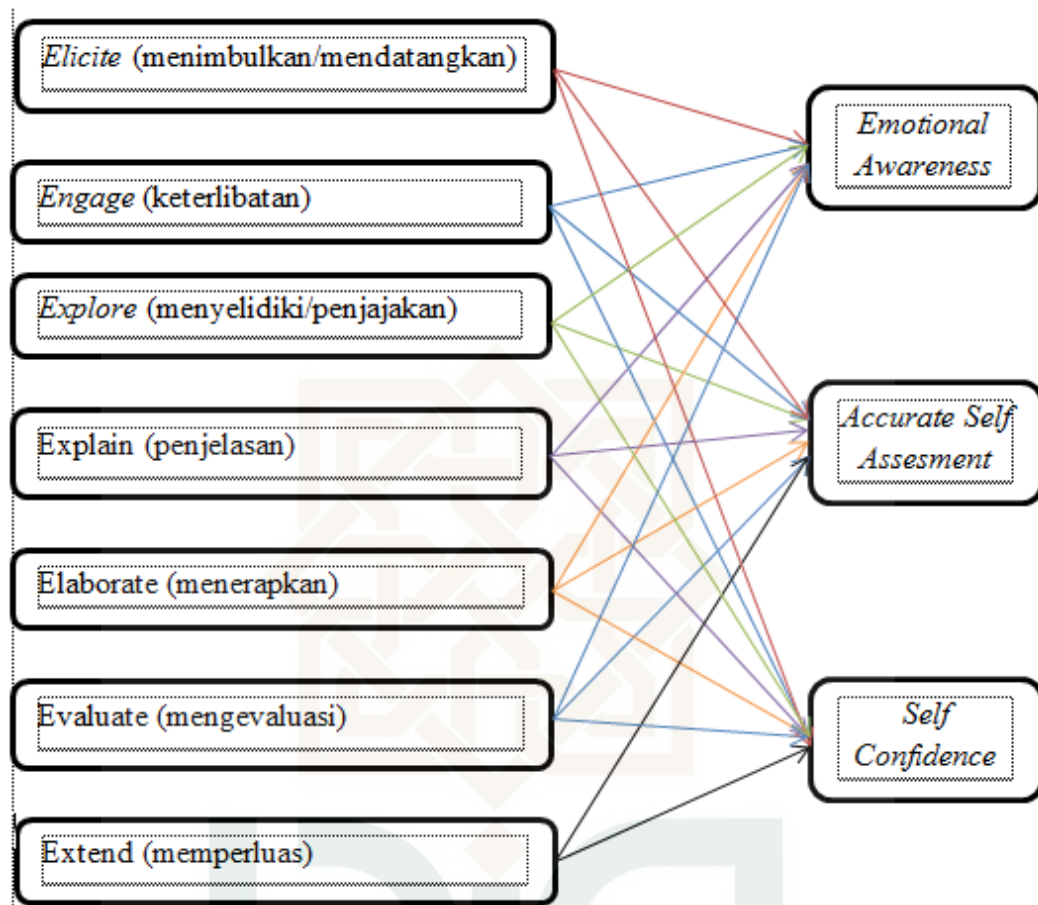 Elicite (menimbulkan/mendatangkan)
Engage (keterlibatan)
Explore (menyelidiki/penjajakan)
Explain (penjelasan)
Elaborate (menerapkan)
Evaluate (mengevaluasi)
Extend (memperluas)
Emotional
Awareness
Accurate Self
Assesment
Self
Confidence